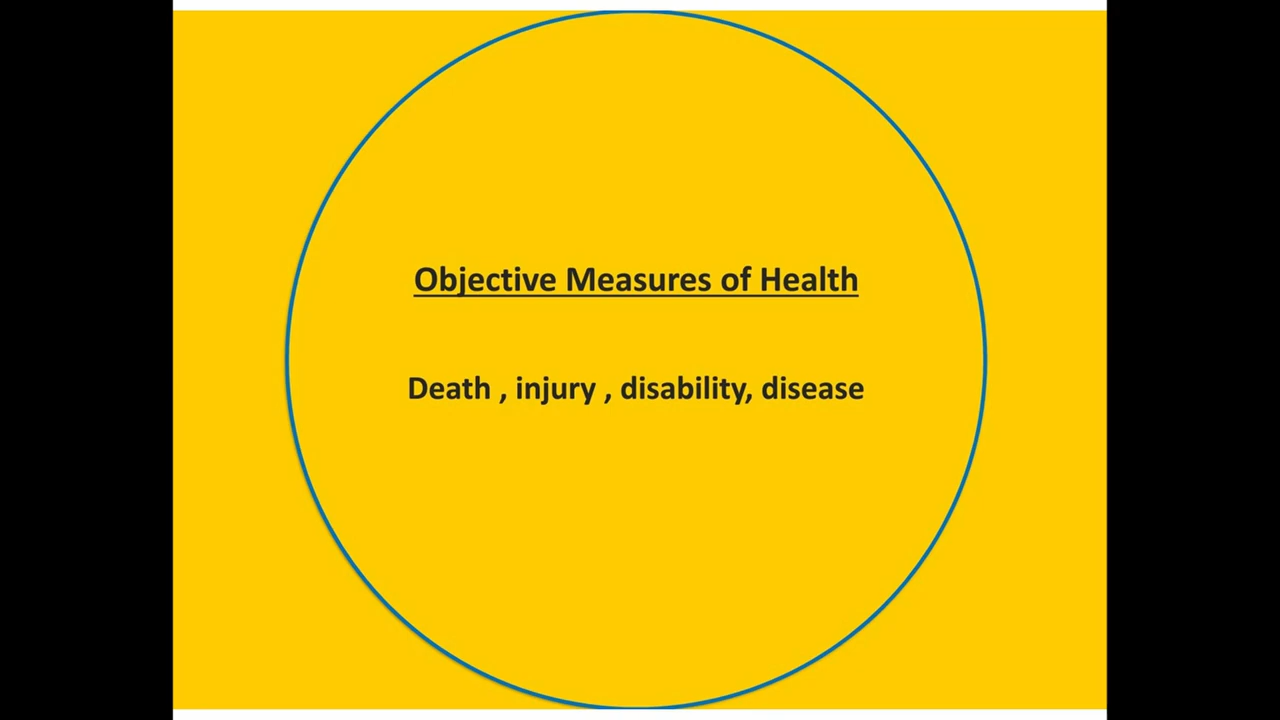 Objective Measures of Health
Death , injury , disability, disease